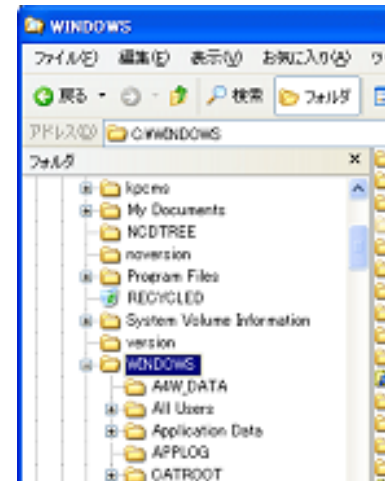 WINDOWS
ファイル(F) 編集(E) 表示(V) お気に入り(A)
戻る 検索 フォルダ
アドレス(D) C:¥WINDOWS
フォルダ ×
kpcms
My Documents
NCDTREE
noversion
Program Files
RECYCLED
System Volume Information
version
WINDOWS
A4W_DATA
All Users
Application Data
APPLOG
CATROOT